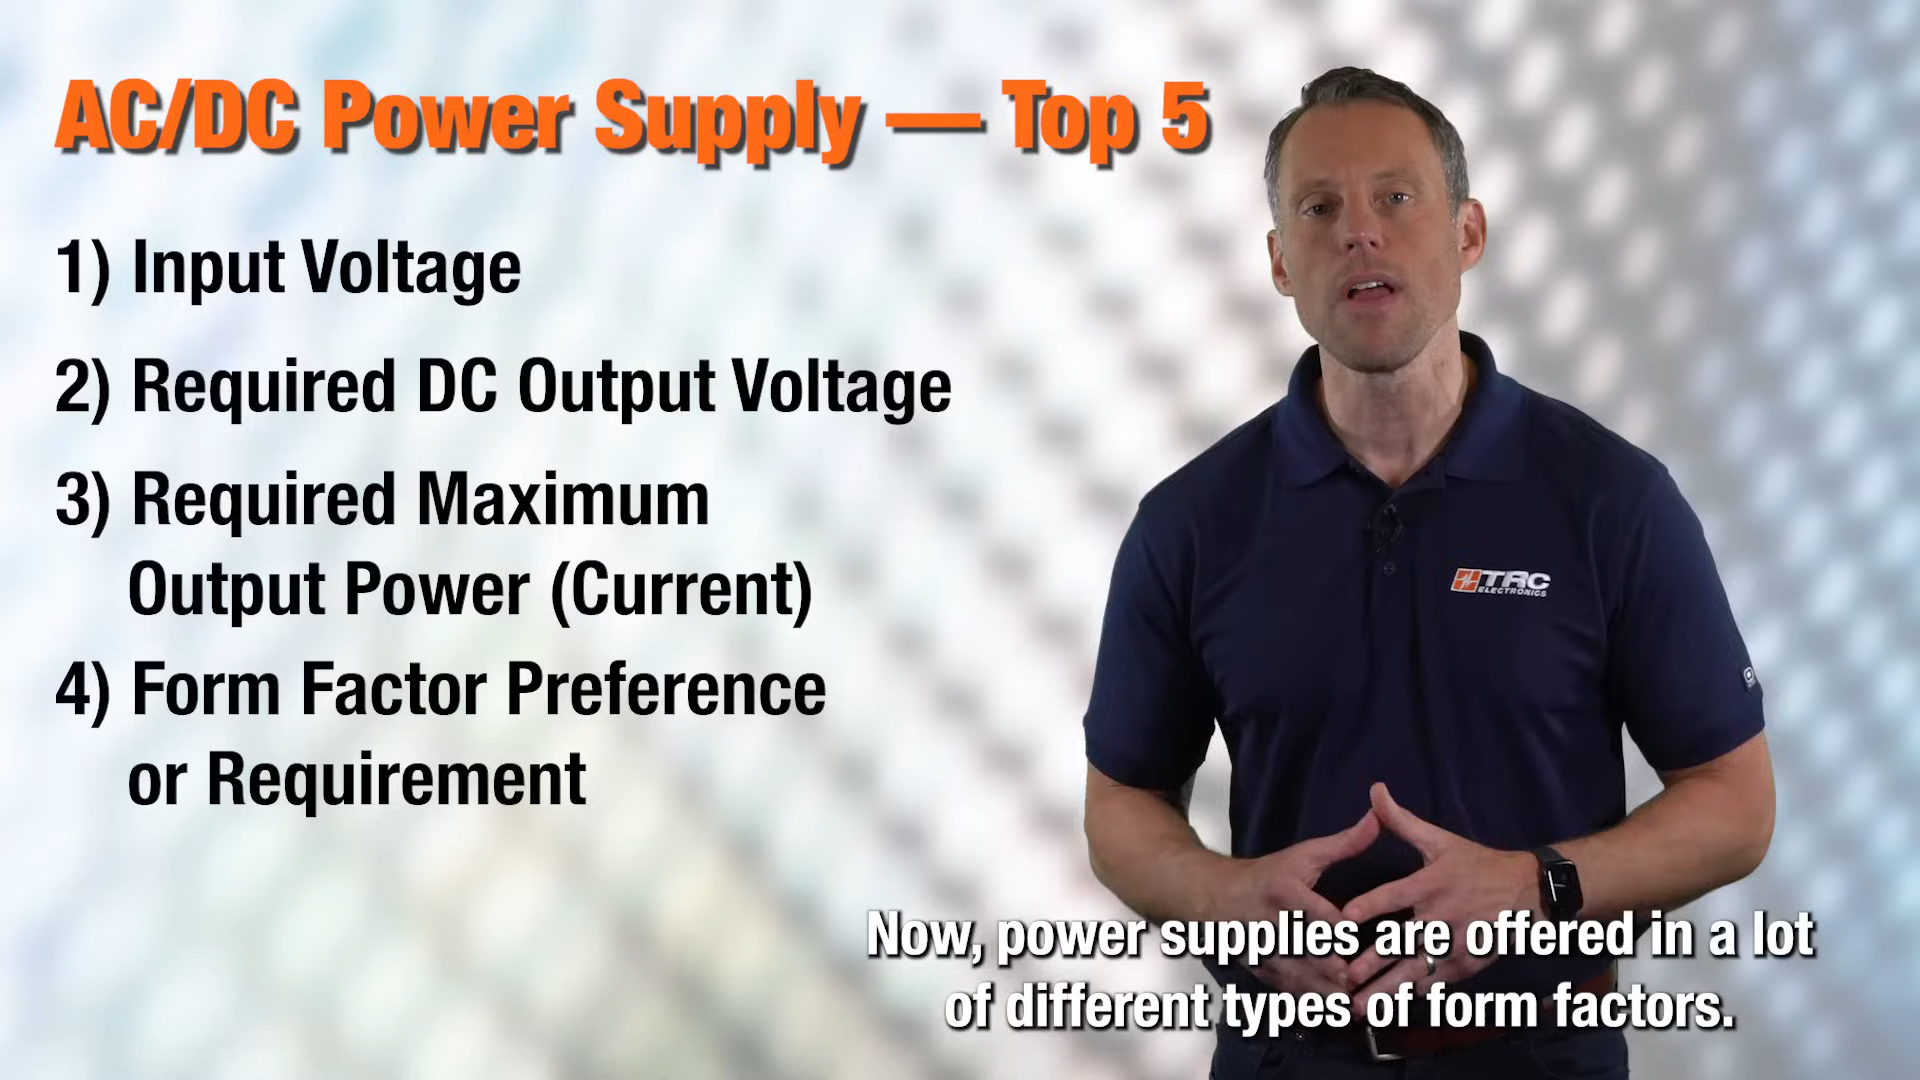 AC/DC Power Supply — Top 5
1) Input Voltage
2) Required DC Output Voltage
3) Required Maximum
Output Power (Current)
4) Form Factor Preference
or Requirement
TRC
ELECTRONICS
Now, power supplies are offered in a lot
of different types of form factors.